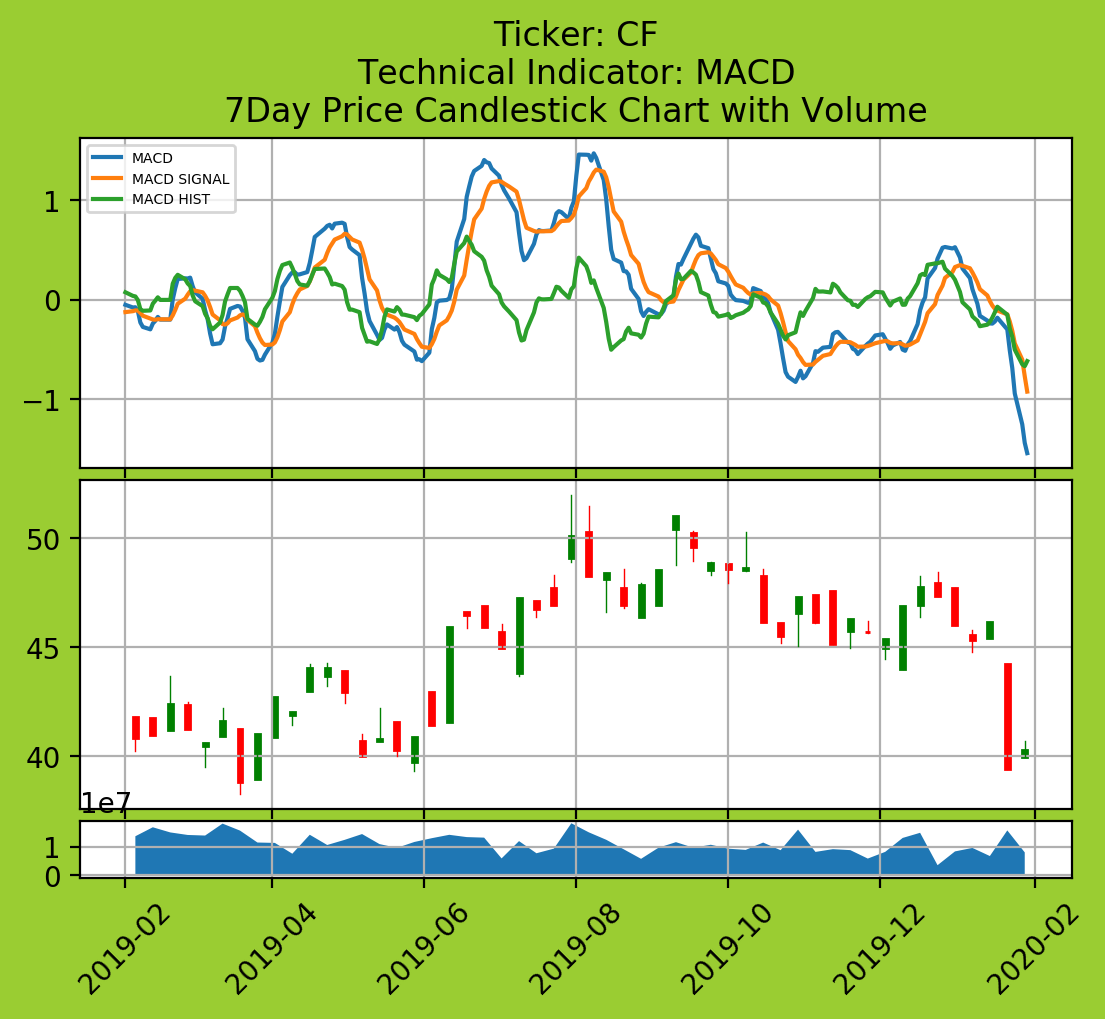 Ticker: CF
Technical Indicator: MACD
7Day Price Candlestick Chart with Volume
MACD
MACD SIGNAL
MACD HIST
1
0
−1
50
45
40
1e7
1
0
2019-02
2019-04
2019-06
2019-08
2019-10
2019-12
2020-02